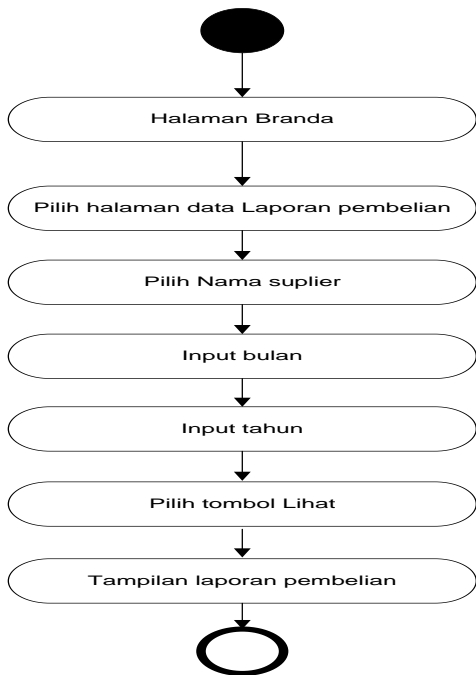 Halaman Branda
Pilih halaman data Laporan pembelian
Pilih Nama suplier
Input bulan
Input tahun
Pilih tombol Lihat
Tampilan laporan pembelian